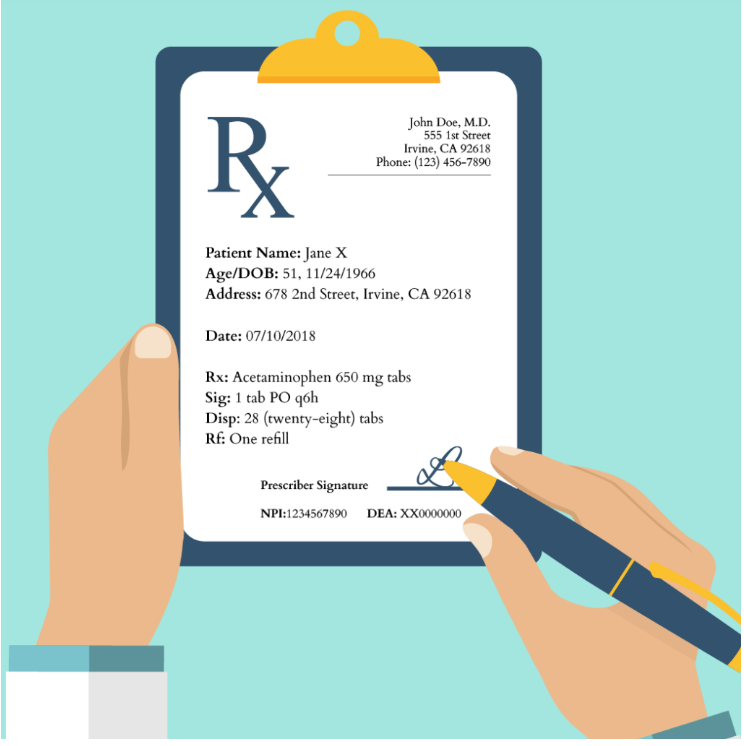 Rx
John Doe, M.D.
555 1st Street
Irvine, CA 92618
Phone: (123) 456-7890
Patient Name: Jane X
Age/DOB: 51, 11/24/1966
Address: 678 2nd Street, Irvine, CA 92618
Date: 07/10/2018
Rx: Acetaminophen 650 mg tabs
Sig: 1 tab PO q6h
Disp: 28 (twenty-eight) tabs
Rf: One refill
Prescriber Signature
NPI:1234567890 DEA: XX0000000